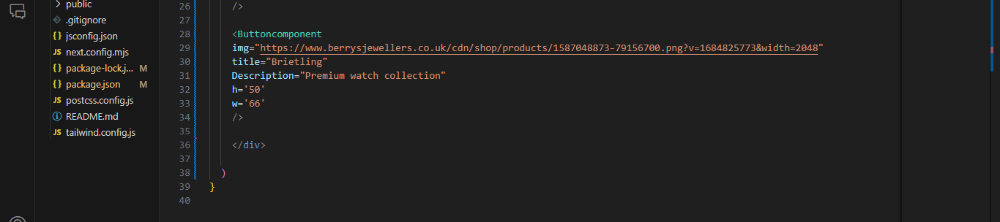 public
.gitignore
{} jsconfig.json
next.config.mjs
{} package-lock.j... M
{} package.json M
JS postcss.config.js
README.md
JS tailwind.config.js
26 />
27
28 <Buttoncomponent
29 img="https://www.berrysjewellers.co.uk/cdn/shop/products/1587048873-79156700.png?v=1684825773&width=2048"
30 title="Brietling"
31 Description="Premium watch collection"
32 h='50'
33 w='66'
34 />
35
36 </div>
37
38 )
39 }
40